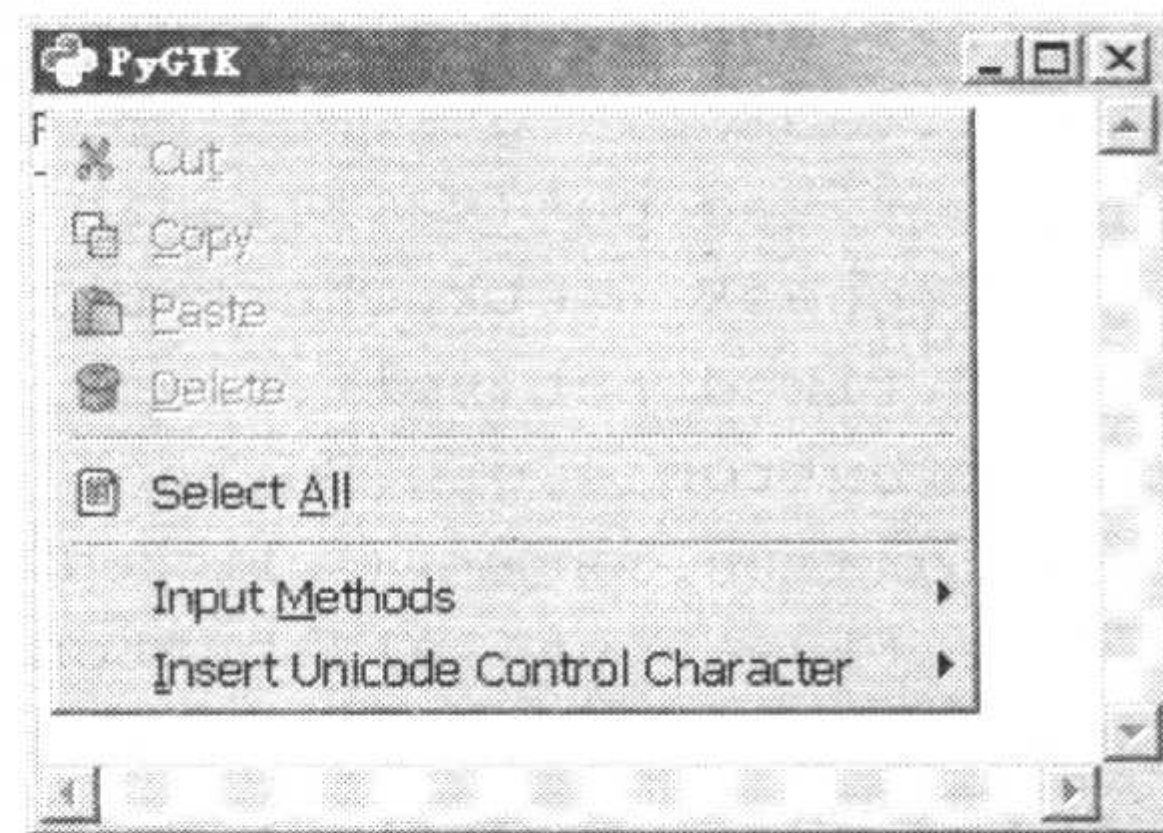 PyGTK
Cut
Copy
Paste
Delete
Select All
Input Methods
Insert Unicode Control Character